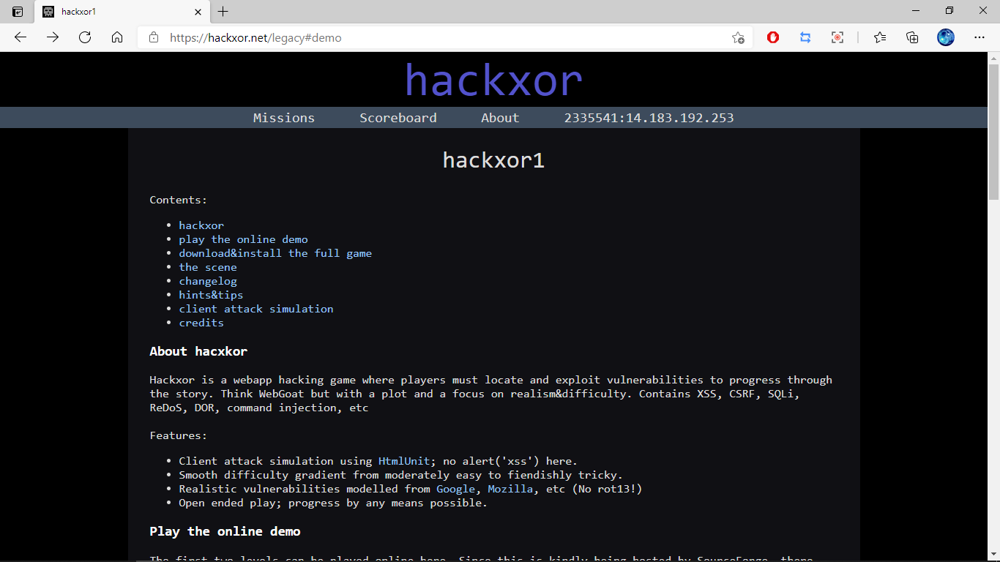 hackxor1
https://hackxor.net/legacy#demo
hackxor
Missions Scoreboard About 2335541:14.183.192.253
hackxor1
Contents:
• hackxor
• play the online demo
• download&install the full game
• the scene
• changelog
• hints&tips
• client attack simulation
• credits
About hacxkor
Hackxor is a webapp hacking game where players must locate and exploit vulnerabilities to progress through
the story. Think WebGoat but with a plot and a focus on realism&difficulty. Contains XSS, CSRF, SQLi,
ReDoS, DOR, command injection, etc
Features:
• Client attack simulation using HtmlUnit; no alert('xss') here.
• Smooth difficulty gradient from moderately easy to fiendishly tricky.
• Realistic vulnerabilities modelled from Google, Mozilla, etc (No rot13!)
• Open ended play; progress by any means possible.
Play the online demo
The first two levels can be played online here. Since this is kindly being hosted by SourceForge, there